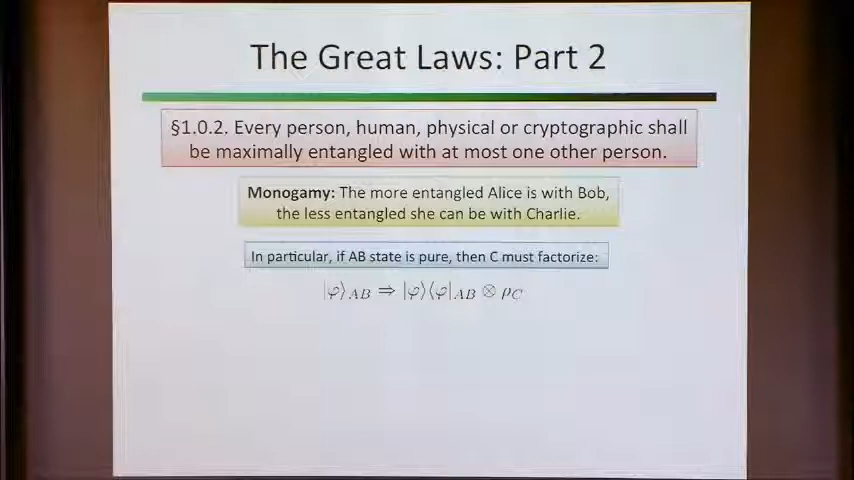 The Great Laws: Part 2
§1.0.2. Every person, human, physical or cryptographic shall
be maximally entangled with at most one other person.
Monogamy: The more entangled Alice is with Bob,
the less entangled she can be with Charlie.
In particular, if AB state is pure, then C must factorize:
|φ⟩_AB ⇒ |φ⟩⟨φ|_AB ⊗ ρ_C